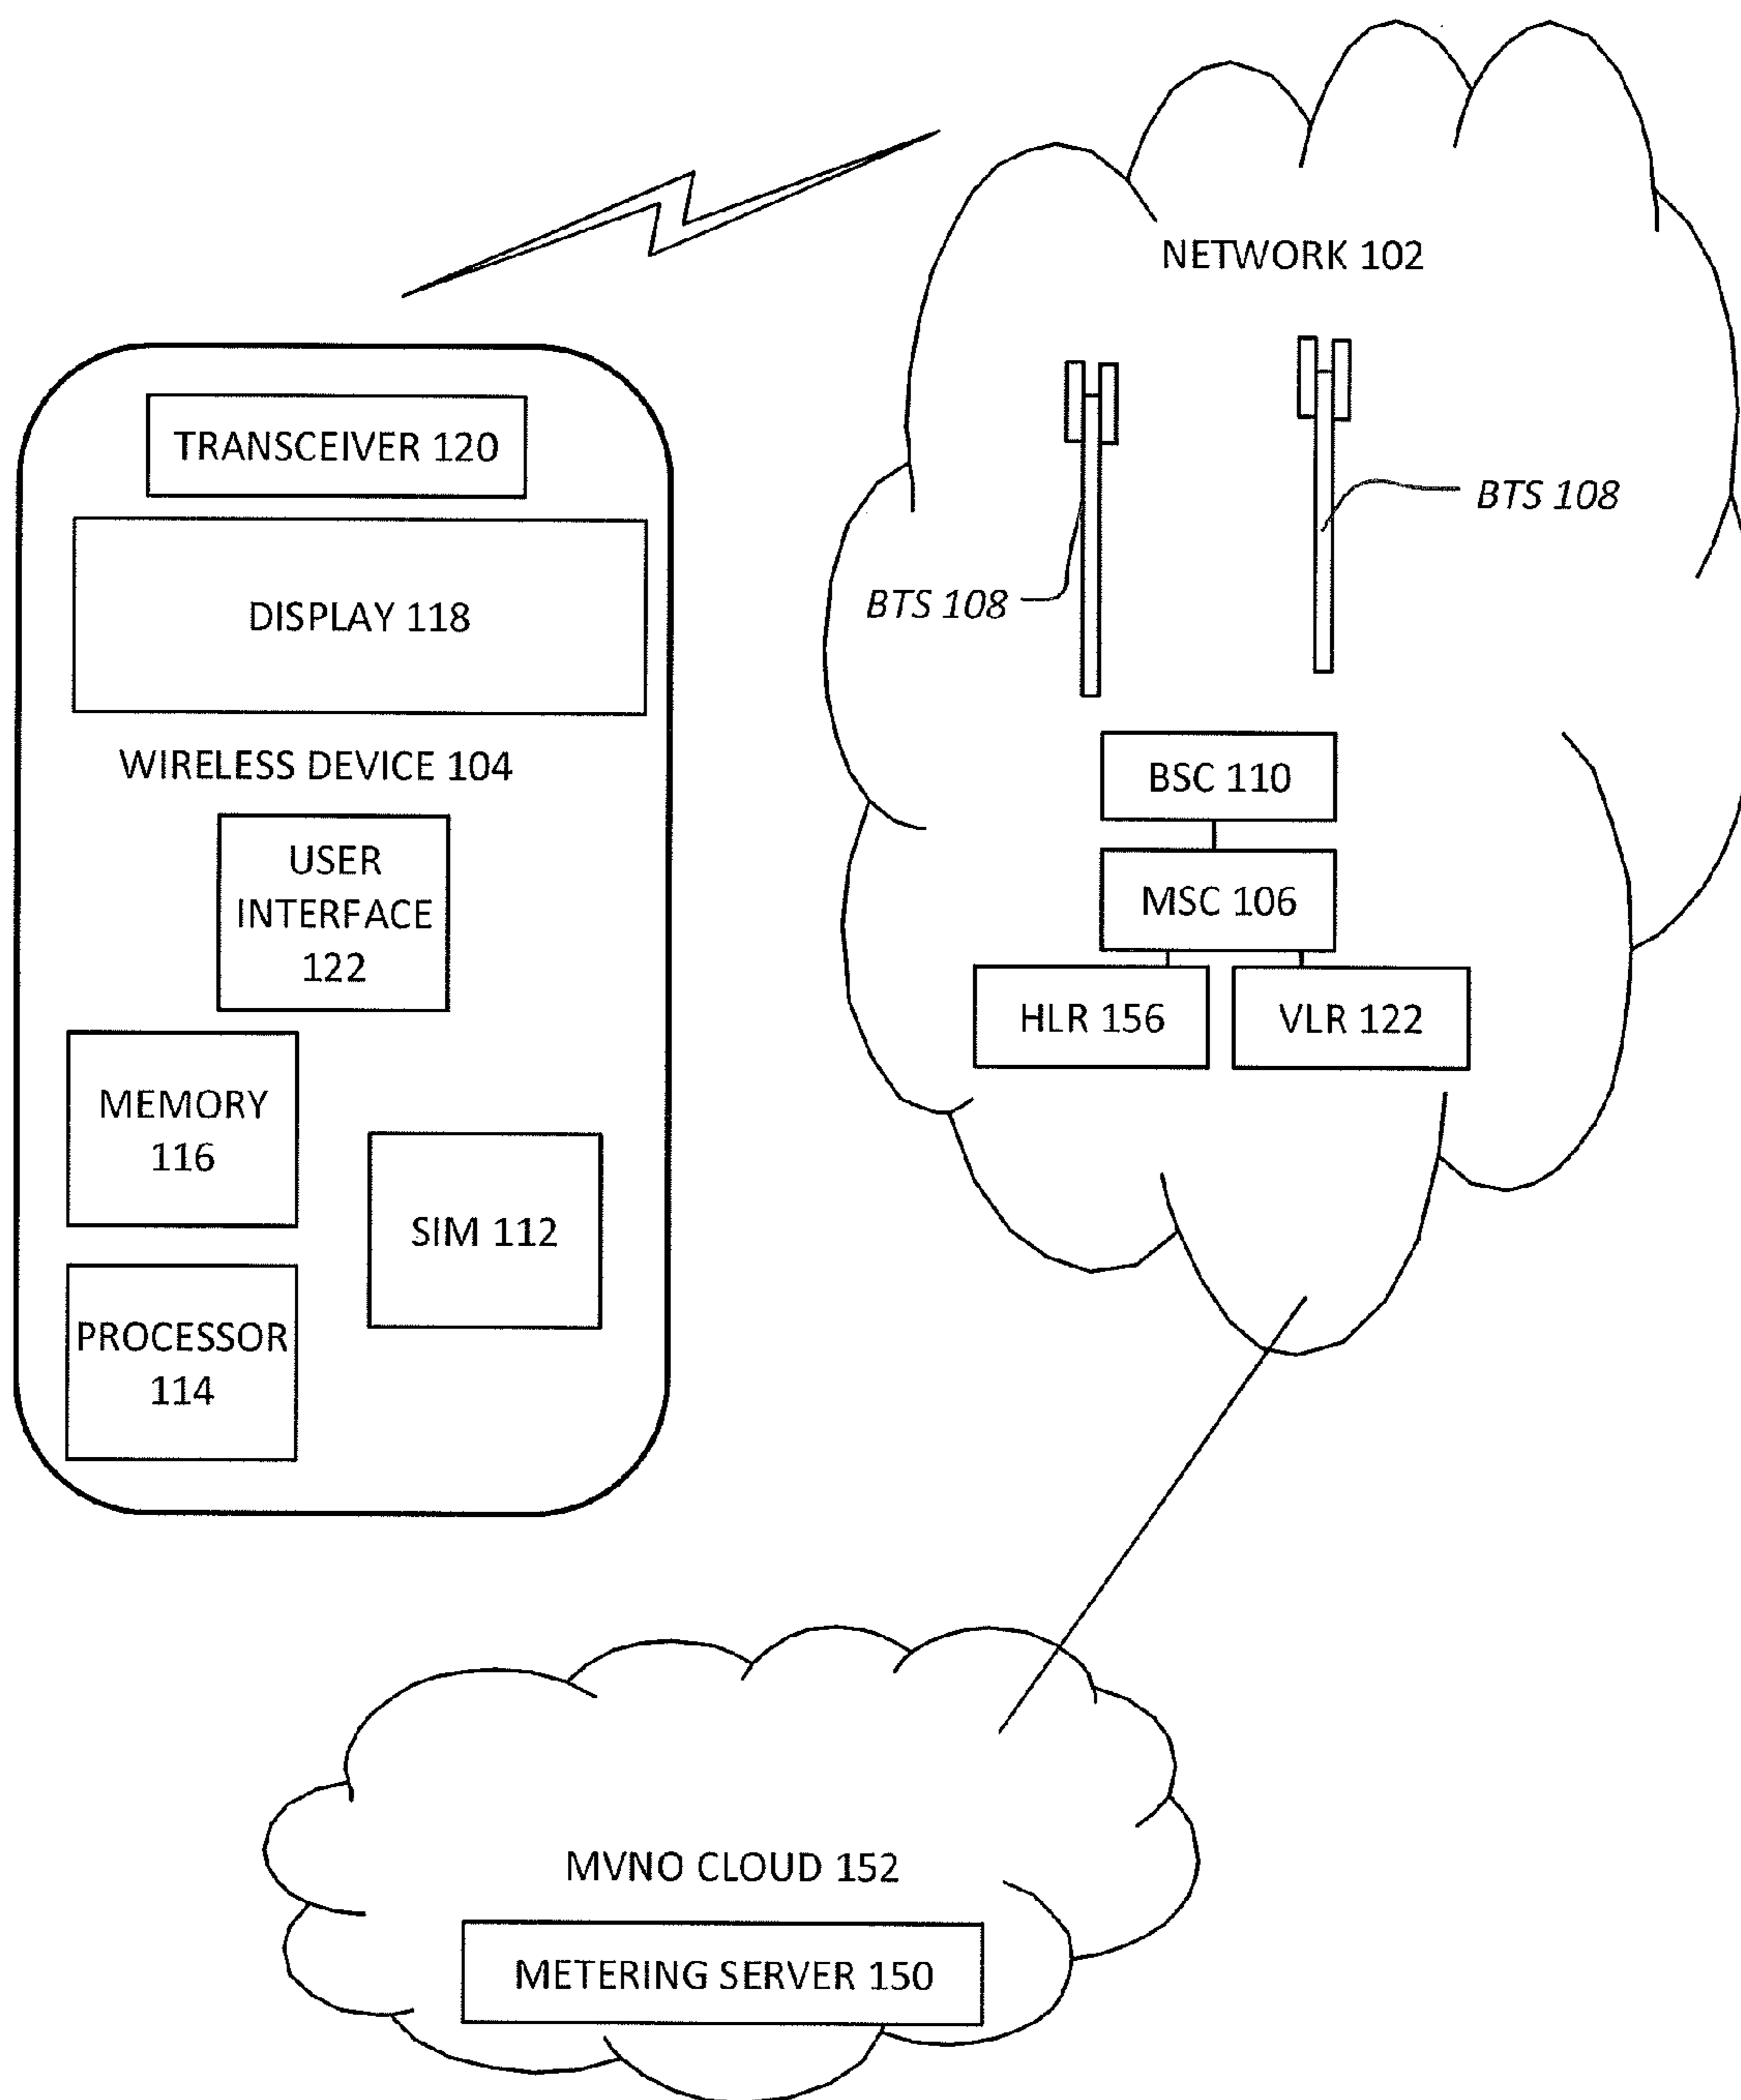 NETWORK 102
TRANSCEIVER 120
BTS 108
DISPLAY 118
BTS 108
WIRELESS DEVICE 104
BSC 110
USER
INTERFACE
122
MSC 106
HLR 156
VLR 122
MEMORY
116
SIM 112
PROCESSOR
114
MVNO CLOUD 152
METERING SERVER 150